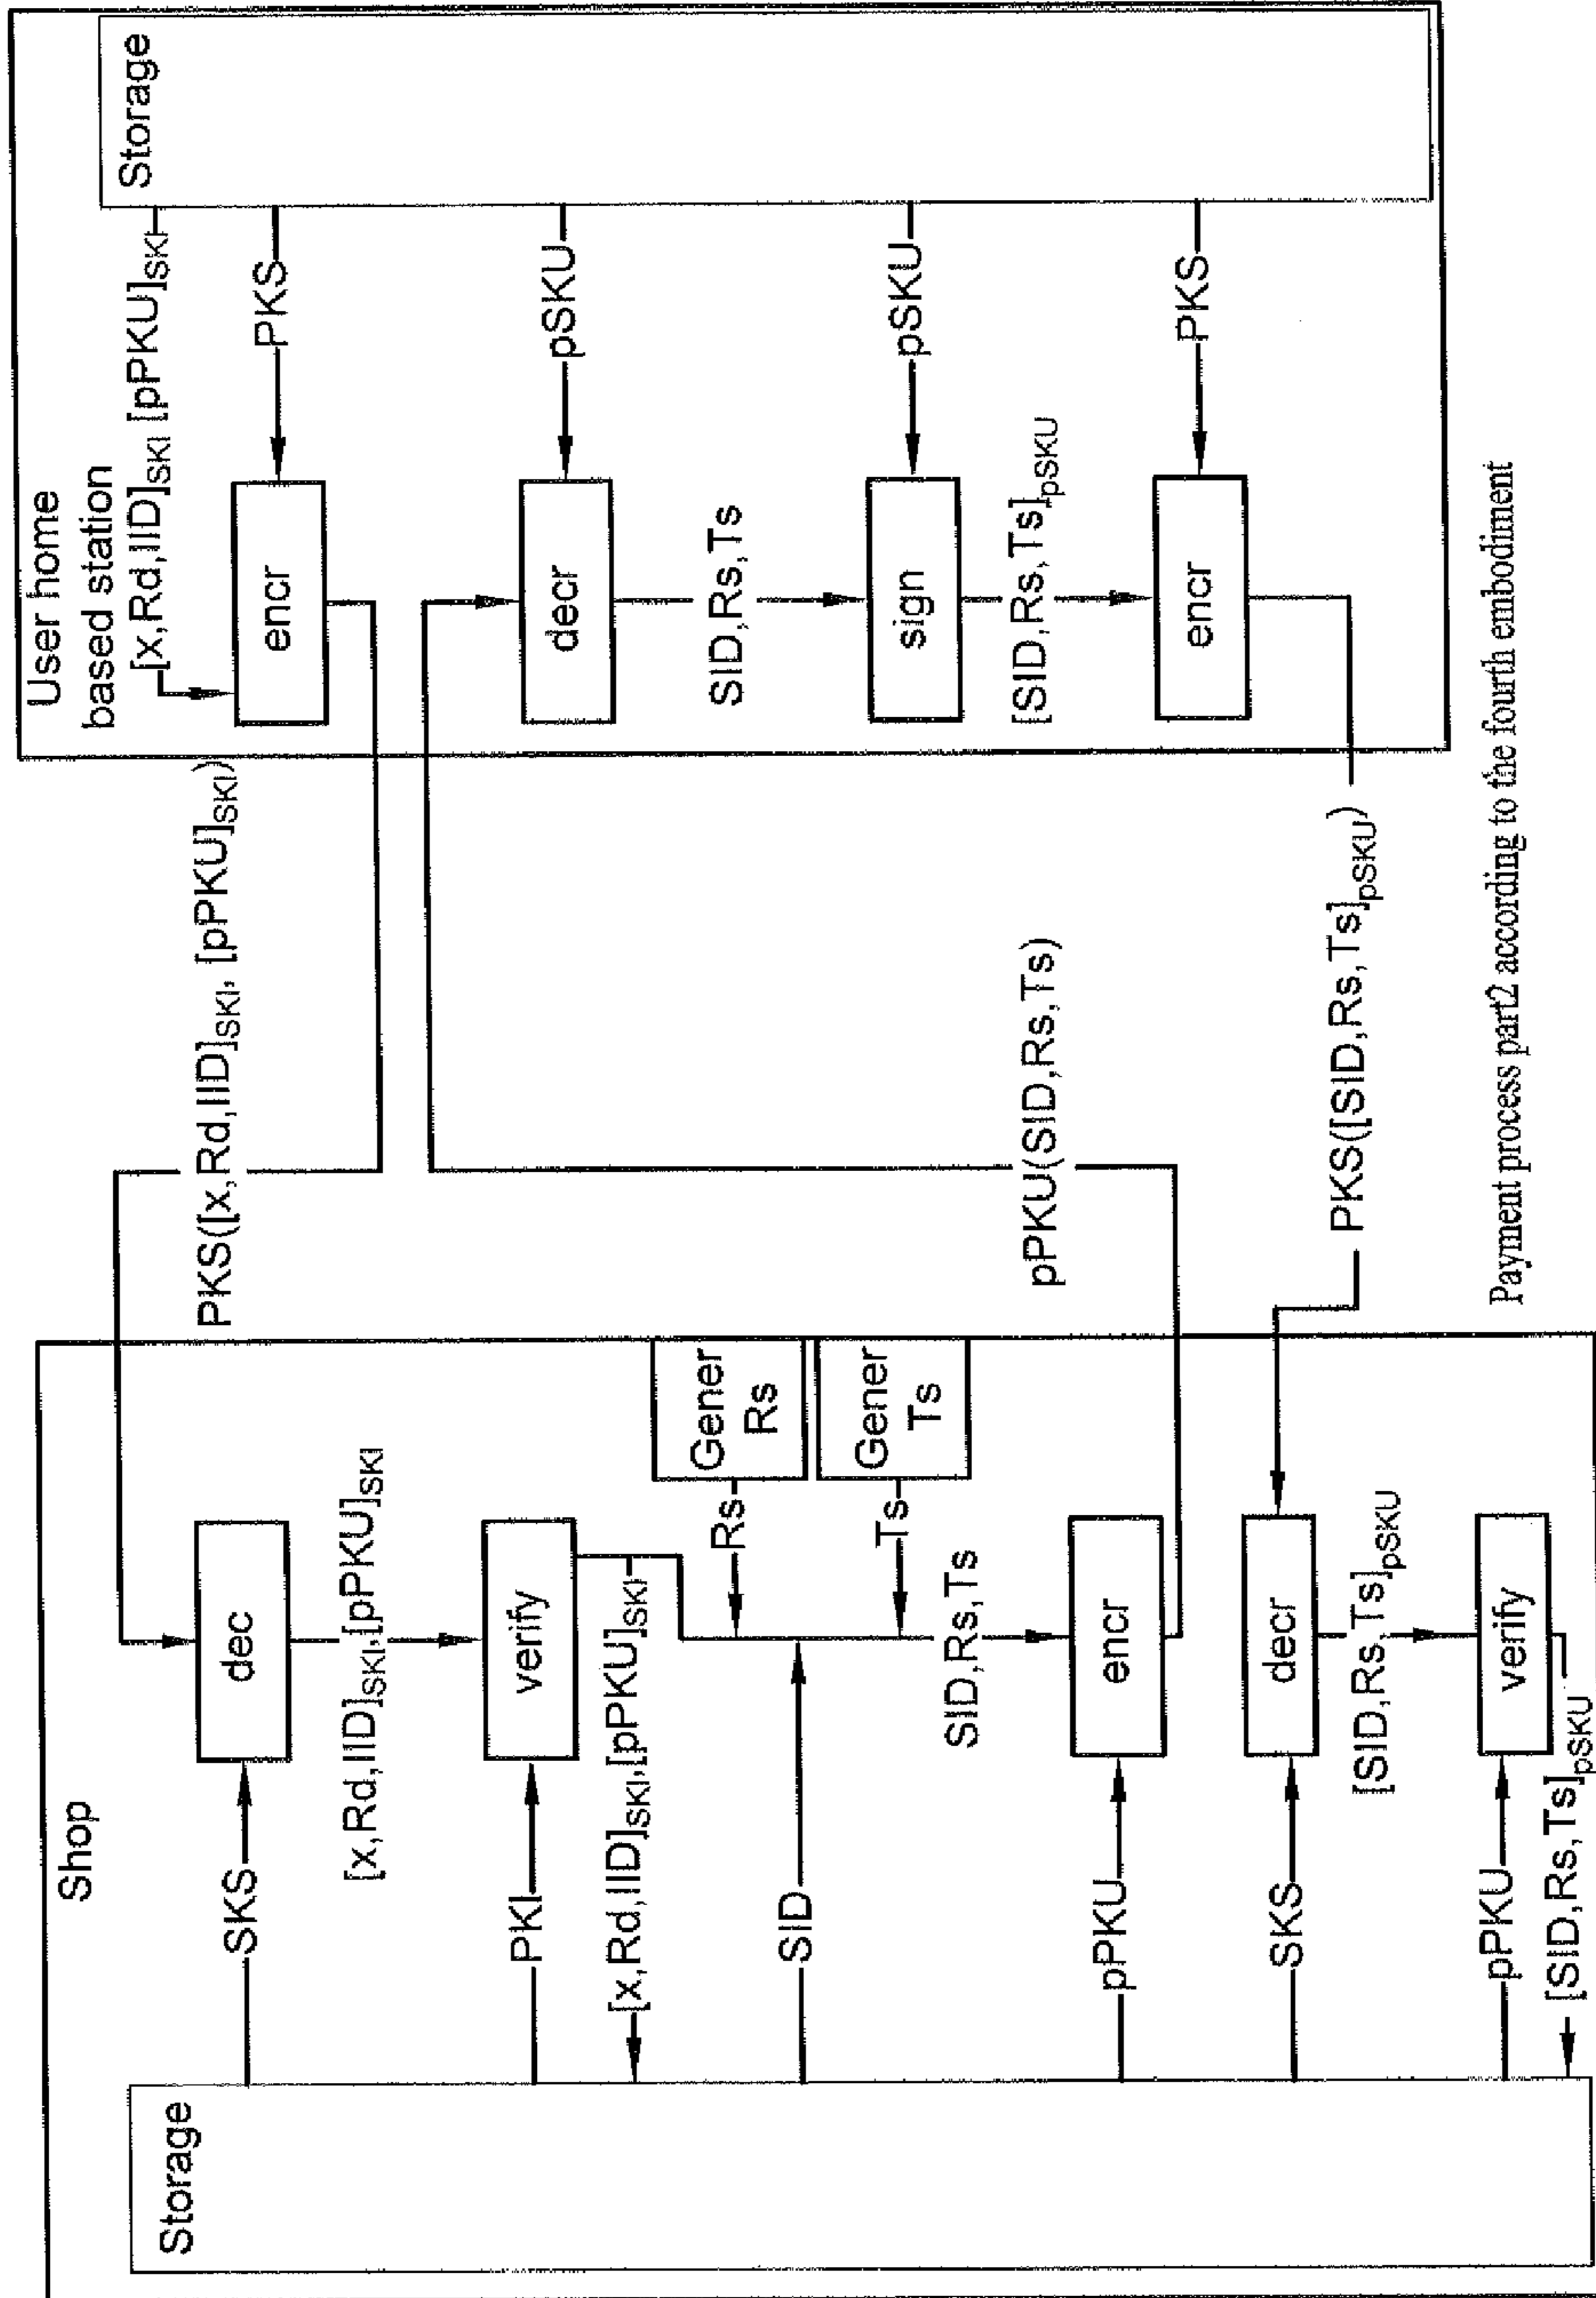 Shop
Storage
SKS
dec
[x,Rd,IID]SKI,[pPKU]SKI
PKI
verify
[x,Rd,IID]SKI,[pPKU]SKI
Gener
Rs
Rs
Gener
Ts
Ts
SID
SID,Rs,Ts
pPKU
encr
SKS
decr
[SID,Rs,Ts]pSKU
pPKU
verify
[SID,Rs,Ts]pSKU
PKS([x,Rd,IID]SKI, [pPKU]SKI)
pPKU(SID,Rs,Ts)
PKS([SID,Rs,Ts]pSKU)
User home
based station
Storage
[x,Rd,IID]SKI [pPKU]SKI
PKS
encr
pSKU
decr
SID,Rs,Ts
pSKU
sign
[SID,Rs,Ts]pSKU
PKS
encr
Payment process part2 according to the fourth embodiment